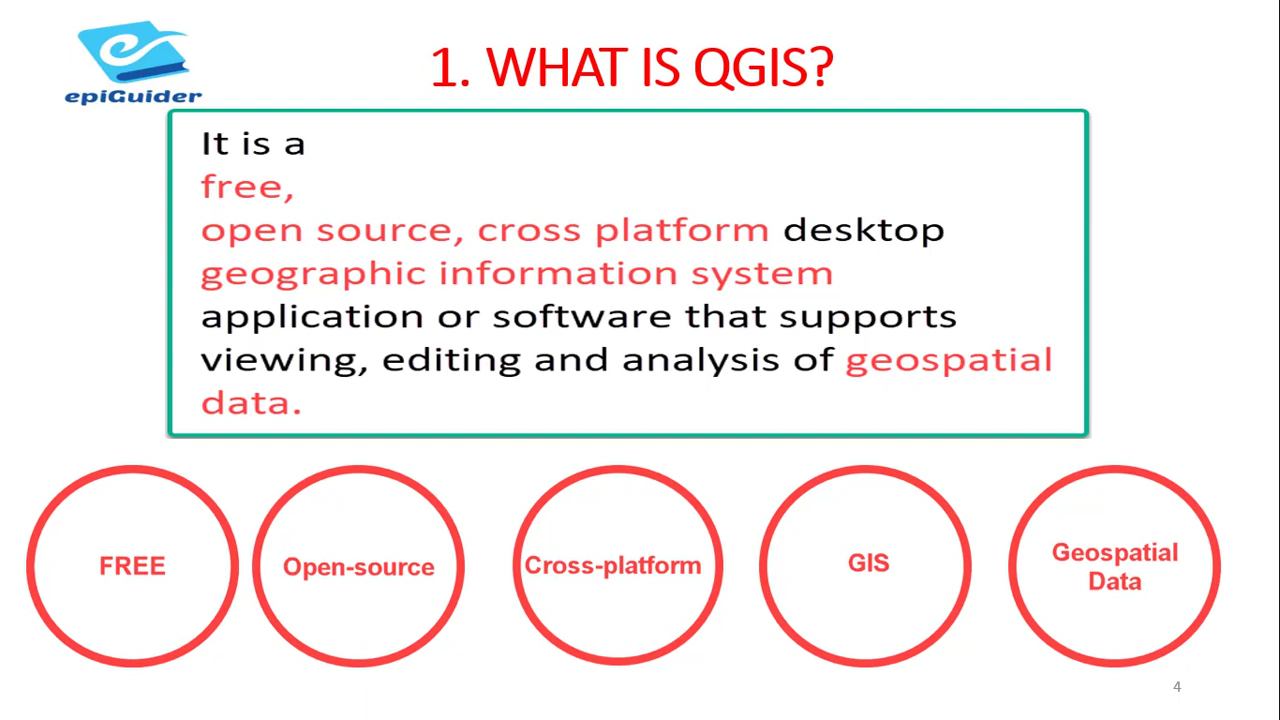 epiGuider
1. WHAT IS QGIS?
It is a
free,
open source, cross platform desktop
geographic information system
application or software that supports
viewing, editing and analysis of geospatial
data.
FREE
Open-source
Cross-platform
GIS
Geospatial
Data
4